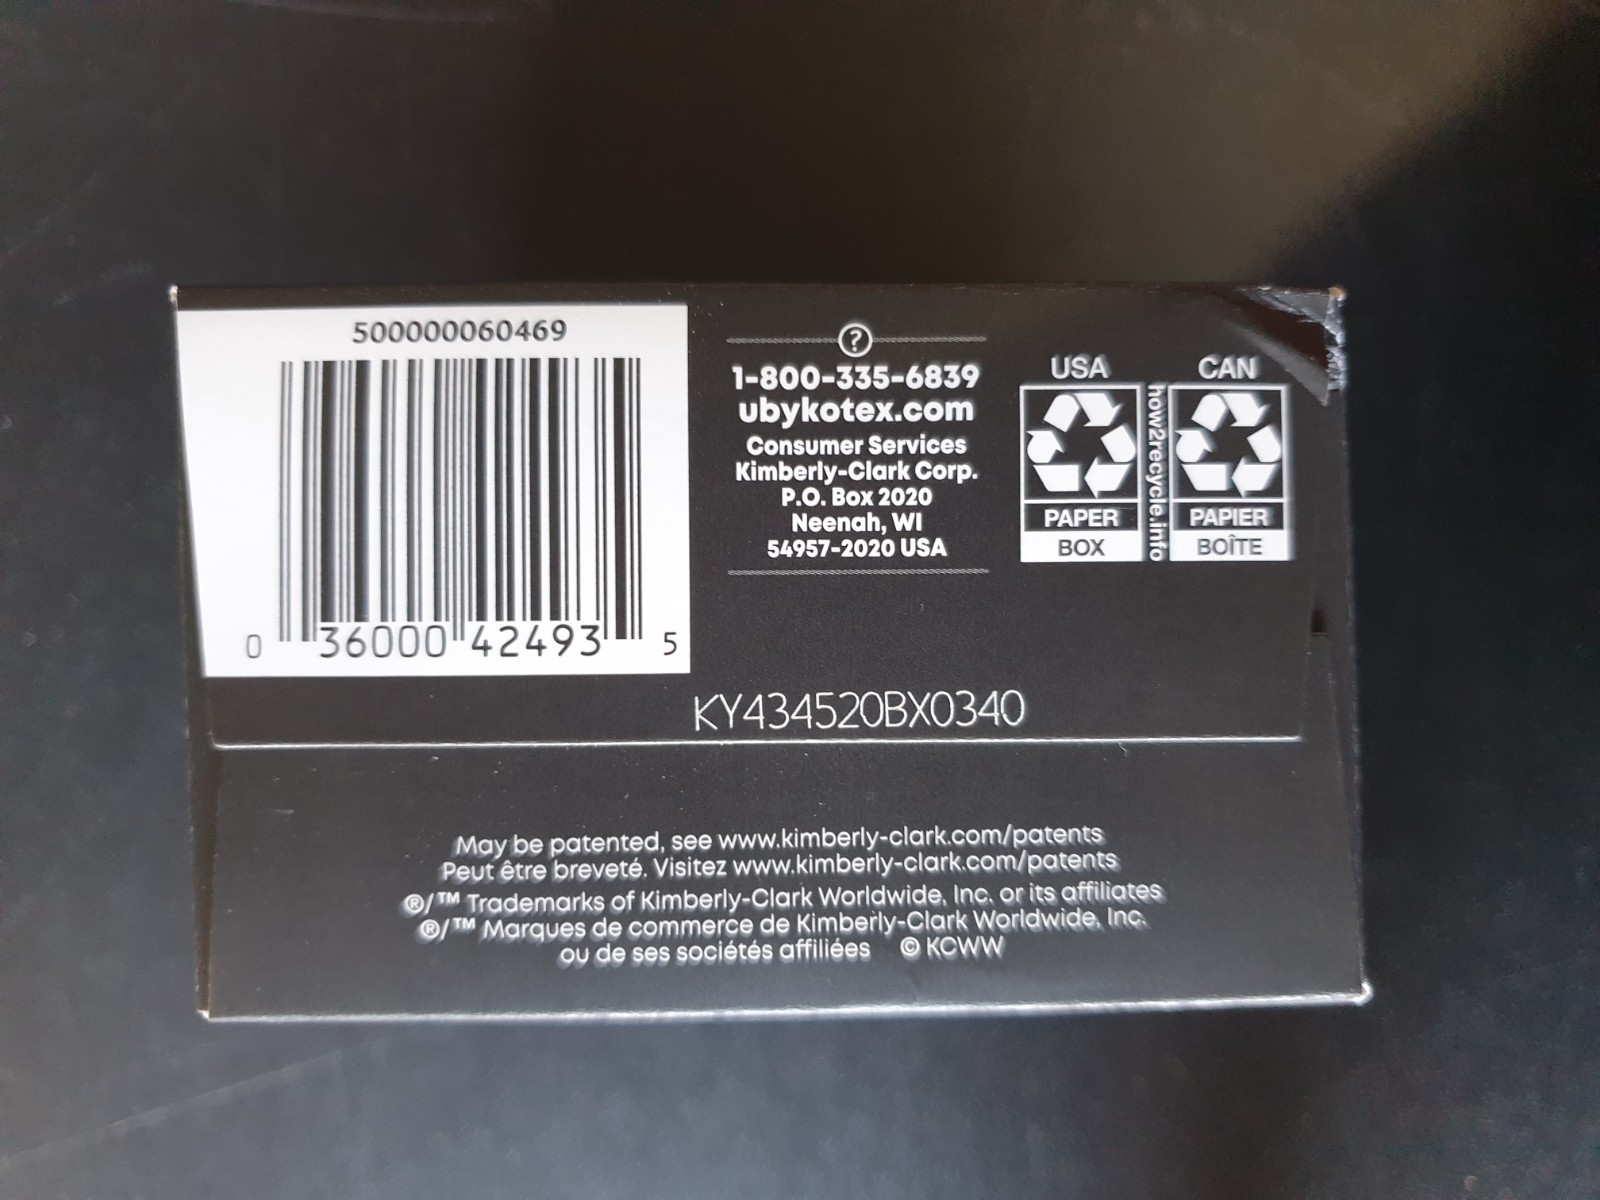 500000060469
0 36000 42493 5
?
1-800-335-6839
ubykotex.com
Consumer Services
Kimberly-Clark Corp.
P.O. Box 2020
Neenah, WI
54957-2020 USA
USA
PAPER
BOX
how2recycle.info
CAN
PAPIER
BOÎTE
KY434520BX0340
May be patented, see www.kimberly-clark.com/patents
Peut être breveté. Visitez www.kimberly-clark.com/patents
®/™ Trademarks of Kimberly-Clark Worldwide, Inc. or its affiliates
®/™ Marques de commerce de Kimberly-Clark Worldwide, Inc.
ou de ses sociétés affiliées © KCWW